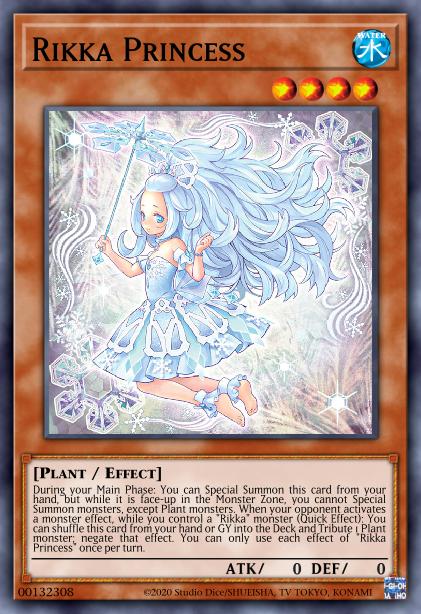 RIKKA PRINCESS
WATER
水
[PLANT / EFFECT]
During your Main Phase: You can Special Summon this card from your
hand, but while it is face-up in the Monster Zone, you cannot Special
Summon monsters, except Plant monsters. When your opponent activates
a monster effect, while you control a "Rikka" monster (Quick Effect): You
can shuffle this card from your hand or GY into the Deck and Tribute 1 Plant
monster; negate that effect. You can only use each effect of "Rikka
Princess" once per turn.
ATK/ 0 DEF/ 0
00132308
©2020 Studio Dice/SHUEISHA, TV TOKYO, KONAMI